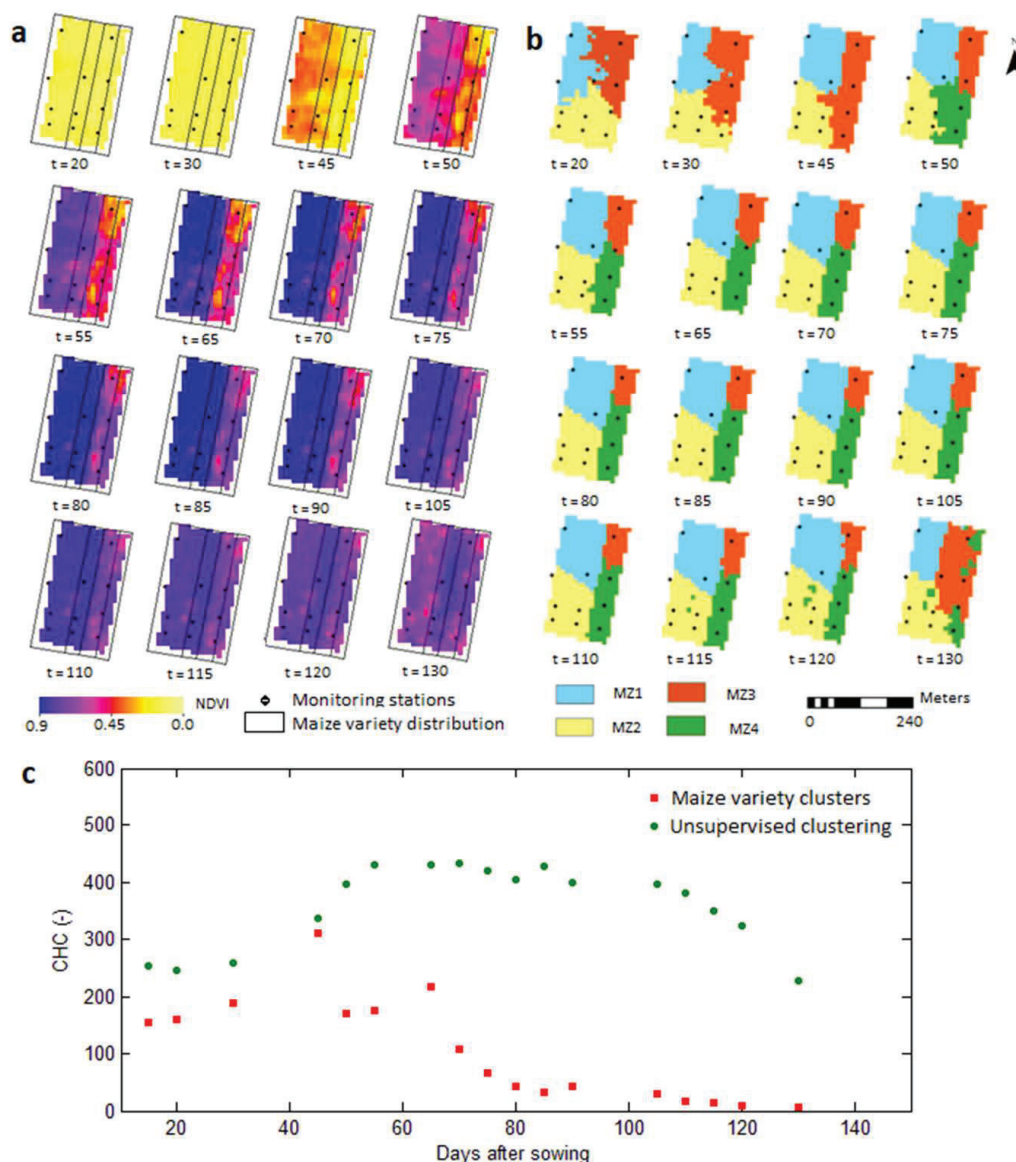 a
b
N
t = 20 t = 30 t = 45 t = 50
t = 20 t = 30 t = 45 t = 50
t = 55 t = 65 t = 70 t = 75
t = 55 t = 65 t = 70 t = 75
t = 80 t = 85 t = 90 t = 105
t = 80 t = 85 t = 90 t = 105
t = 110 t = 115 t = 120 t = 130
t = 110 t = 115 t = 120 t = 130
NDVI
0.9 0.45 0.0
Monitoring stations
Maize variety distribution
MZ1 MZ3
MZ2 MZ4
Meters
0 240
c
600
500
400
300
200
100
0
CHC (-)
Maize variety clusters
Unsupervised clustering
20 40 60 80 100 120 140
Days after sowing